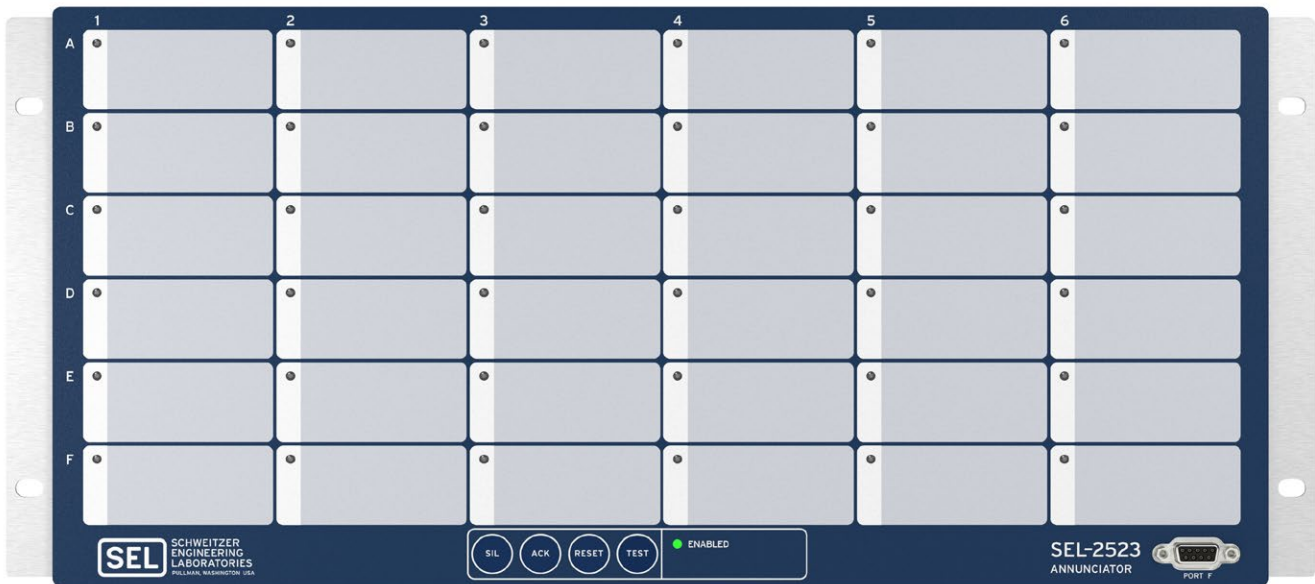 1 2 3 4 5 6
A
B
C
D
E
F
SEL
SCHWEITZER
ENGINEERING
LABORATORIES
PULLMAN, WASHINGTON USA
SIL ACK RESET TEST
ENABLED
SEL-2523
ANNUNCIATOR
PORT F